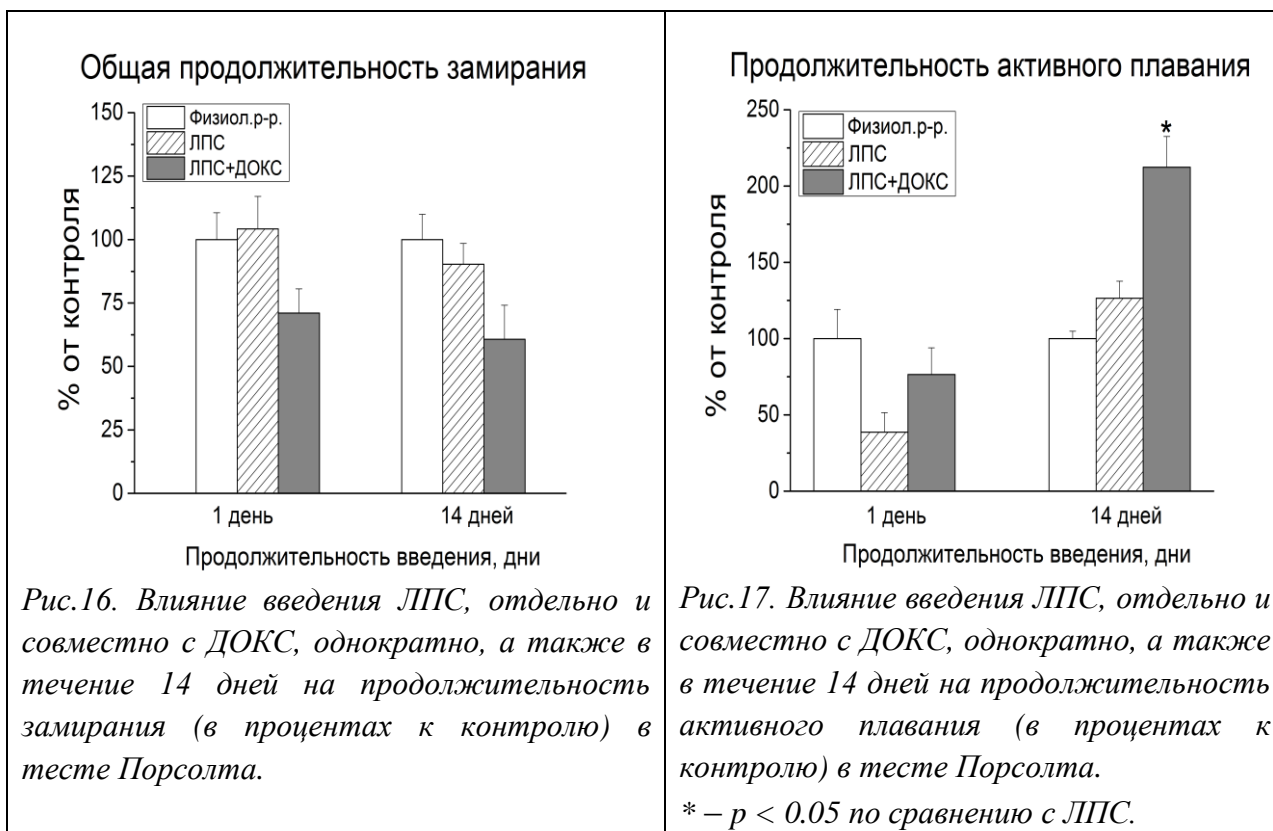 Общая продолжительность замирания
150
125
100
75
50
25
0
% от контроля
Физиол.р-р.
ЛПС
ЛПС+ДОКС
1 день
14 дней
Продолжительность введения, дни
Рис.16. Влияние введения ЛПС, отдельно и
совместно с ДОКС, однократно, а также в
течение 14 дней на продолжительность
замирания (в процентах к контролю) в
тесте Порсолта.
Продолжительность активного плавания
250
200
150
100
50
0
% от контроля
Физиол.р-р.
ЛПС
ЛПС+ДОКС
*
1 день
14 дней
Продолжительность введения, дни
Рис.17. Влияние введения ЛПС, отдельно и
совместно с ДОКС, однократно, а также
в течение 14 дней на продолжительность
активного плавания (в процентах к
контролю) в тесте Порсолта.
* – p < 0.05 по сравнению с ЛПС.